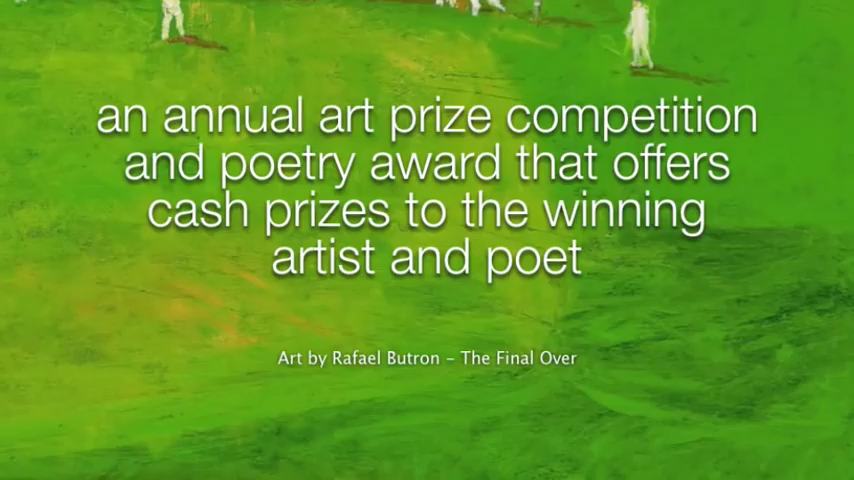 an annual art prize competition
and poetry award that offers
cash prizes to the winning
artist and poet
Art by Rafael Butron – The Final Over